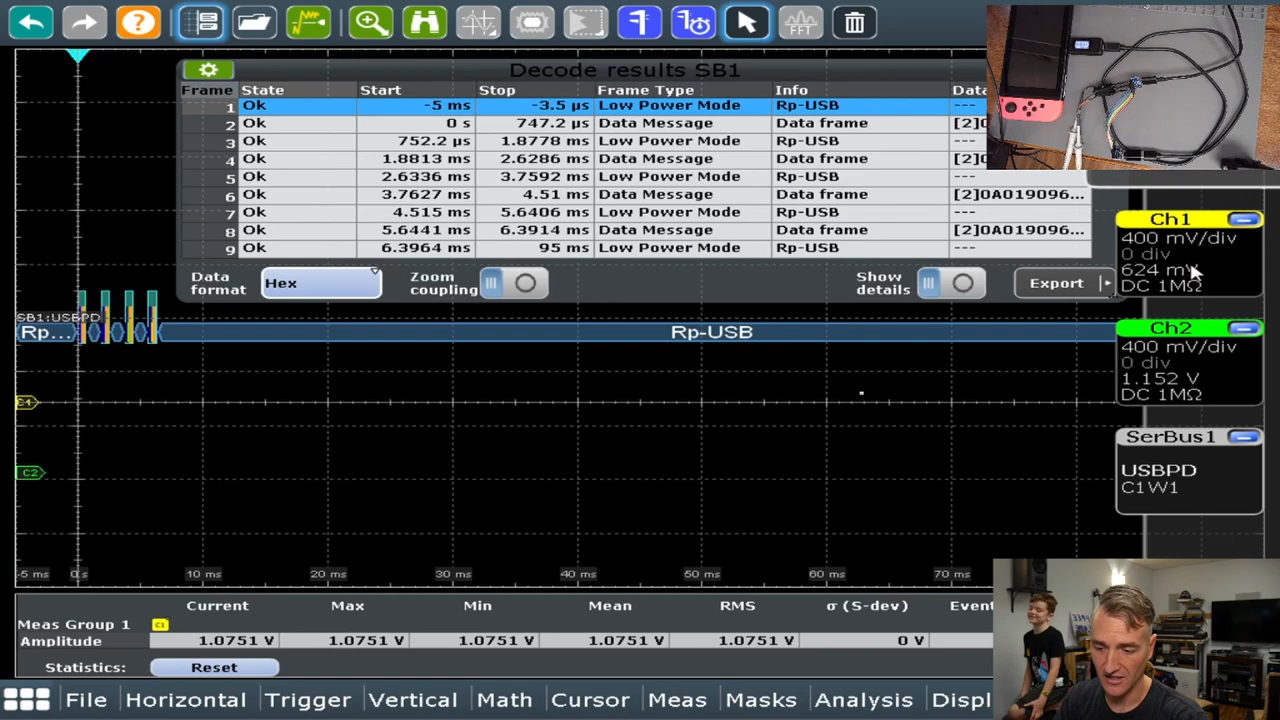 FFT
Decode results SB1
Frame State Start Stop Frame Type Info Data
1 Ok -5 ms -3.5 µs Low Power Mode Rp-USB ---
2 Ok 0 s 747.2 µs Data Message Data frame [2]0
3 Ok 752.2 µs 1.8778 ms Low Power Mode Rp-USB ---
4 Ok 1.8813 ms 2.6286 ms Data Message Data frame [2]0
5 Ok 2.6336 ms 3.7592 ms Low Power Mode Rp-USB ---
6 Ok 3.7627 ms 4.51 ms Data Message Data frame [2]0A019096...
7 Ok 4.515 ms 5.6406 ms Low Power Mode Rp-USB ---
8 Ok 5.6441 ms 6.3914 ms Data Message Data frame [2]0A019096...
9 Ok 6.3964 ms 95 ms Low Power Mode Rp-USB ---
Data format Hex Zoom coupling Show details Export
Ch1
400 mV/div
0 div
624 mV
DC 1MΩ
SB1:USBPD
Rp... Rp-USB
Ch2
400 mV/div
0 div
1.152 V
DC 1MΩ
C1
C2
SerBus1
USBPD
C1W1
-5 ms 0 s 10 ms 20 ms 30 ms 40 ms 50 ms 60 ms 70 ms
Current Max Min Mean RMS σ (S-dev) Event
Meas Group 1 C1
Amplitude 1.0751 V 1.0751 V 1.0751 V 1.0751 V 1.0751 V 0 V
Statistics: Reset
File Horizontal Trigger Vertical Math Cursor Meas Masks Analysis Displ